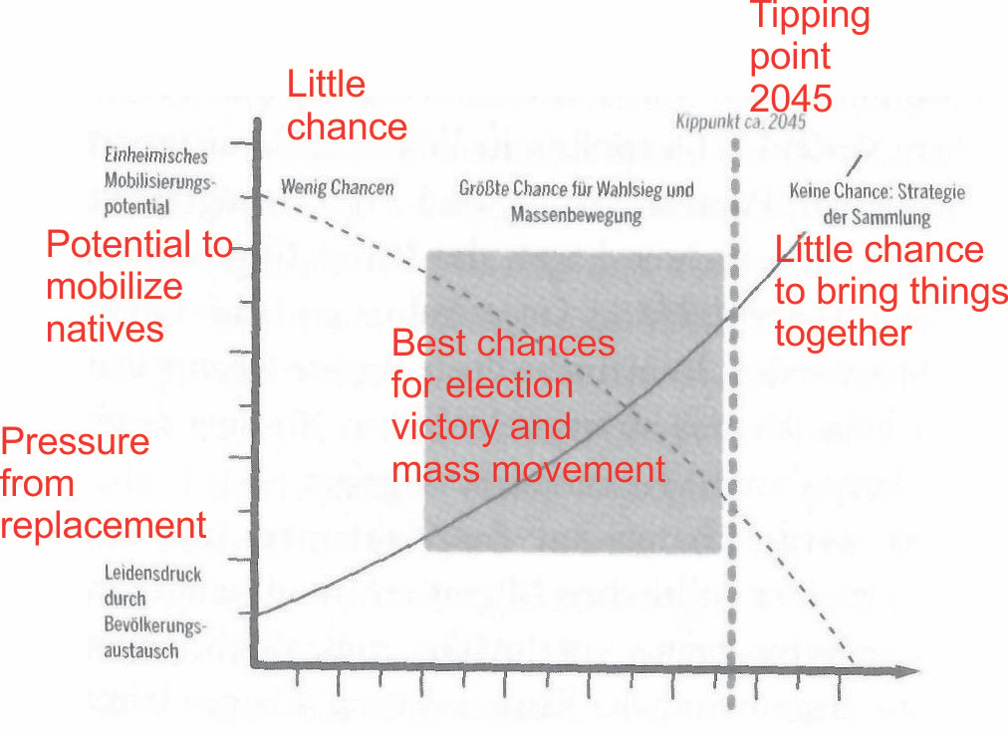 Tipping
point
2045
Little
chance
Kippunkt ca. 2045
Einheimisches
Mobilisierungs-
potential
Wenig Chancen
Größte Chance für Wahlsieg und
Massenbewegung
Keine Chance: Strategie
der Sammlung
Potential to
mobilize
natives
Little chance
to bring things
together
Best chances
for election
victory and
mass movement
Pressure
from
replacement
Leidensdruck
durch
Bevölkerungs-
austausch